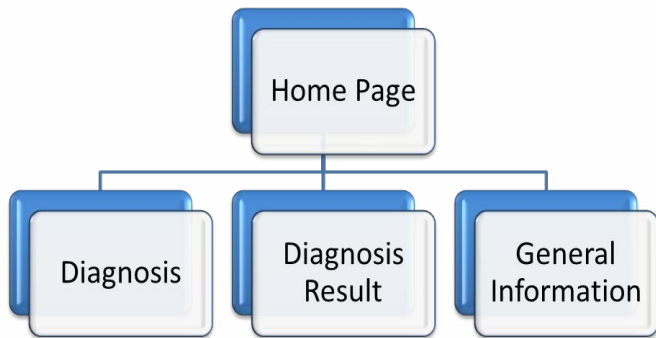 Home Page
Diagnosis
Diagnosis
Result
General
Information